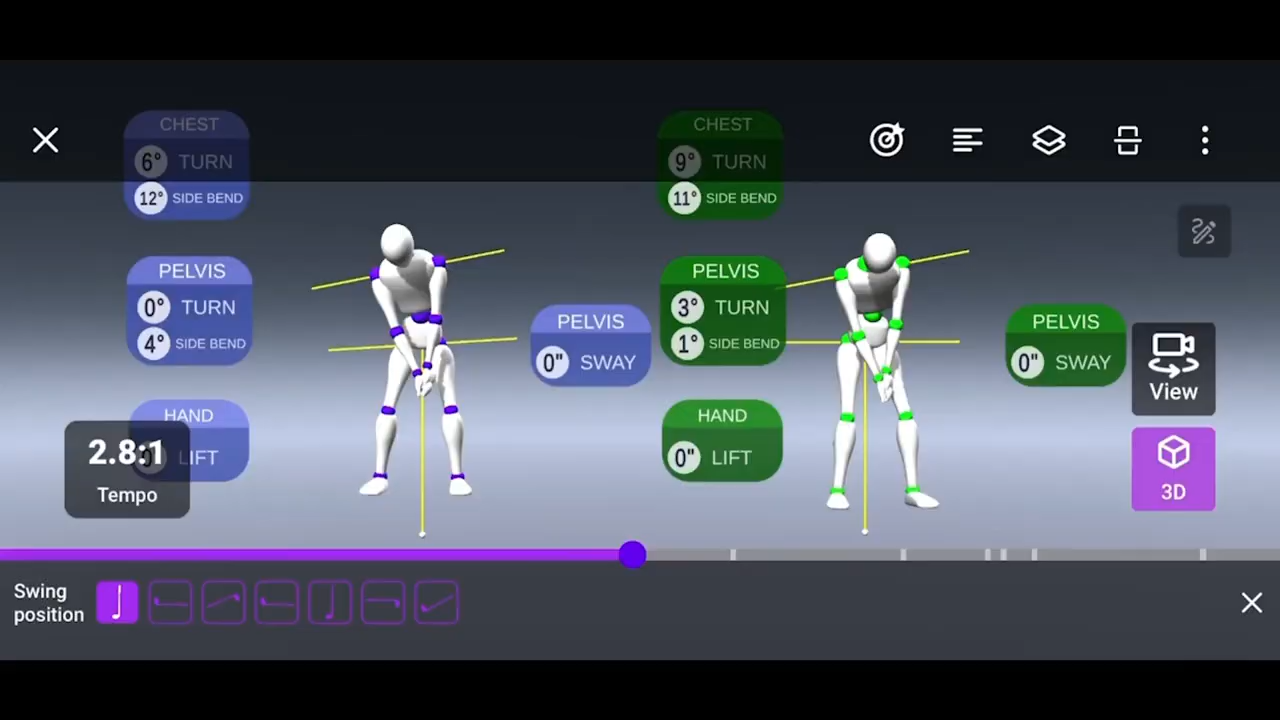 CHEST
6° TURN
12° SIDE BEND
PELVIS
0° TURN
4° SIDE BEND
HAND
LIFT
PELVIS
0" SWAY
CHEST
9° TURN
11° SIDE BEND
PELVIS
3° TURN
1° SIDE BEND
HAND
0" LIFT
PELVIS
0" SWAY
View
3D
2.8:1
Tempo
Swing
position